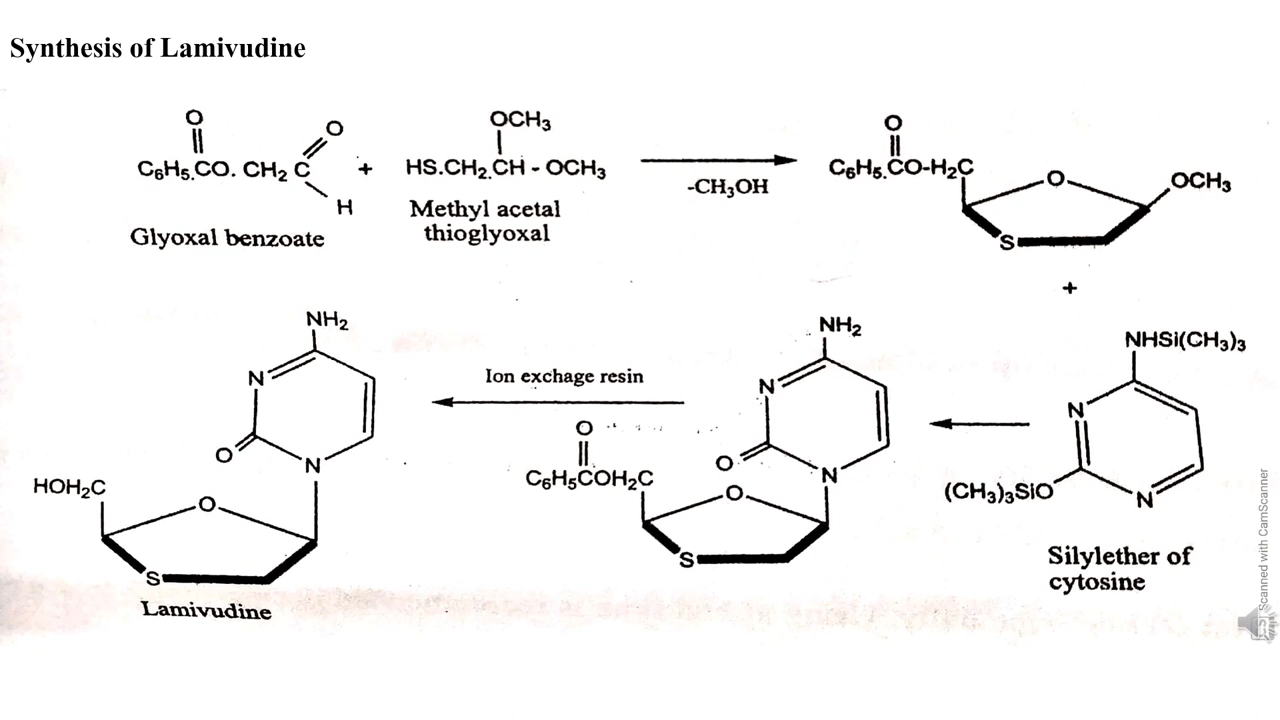 Synthesis of Lamivudine
O
C6H5.CO. CH2 C
O
H
+
OCH3
HS.CH2.CH - OCH3
-CH3OH
O
C6H5.CO-H2C
O
OCH3
S
Glyoxal benzoate
Methyl acetal
thioglyoxal
+
NH2
N
O
N
HOH2C
O
S
Lamivudine
Ion exchage resin
NH2
N
O
N
O
C6H5COH2C
O
S
NHSi(CH3)3
N
(CH3)3SiO
N
Silylether of
cytosine
Scanned with CamScanner